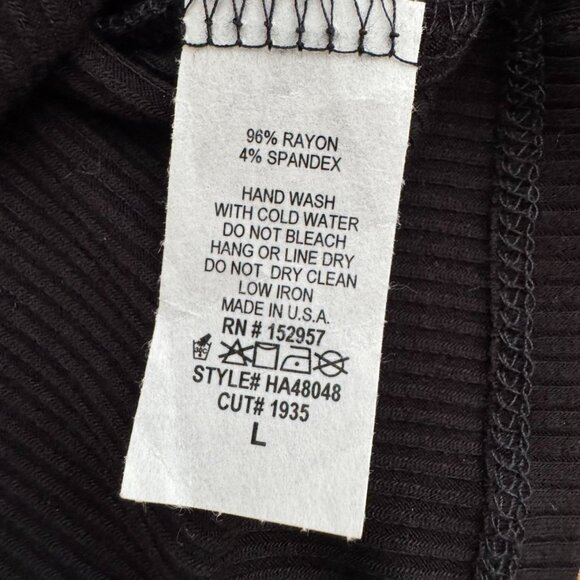 96% RAYON
4% SPANDEX
HAND WASH
WITH COLD WATER
DO NOT BLEACH
HANG OR LINE DRY
DO NOT DRY CLEAN
LOW IRON
MADE IN U.S.A.
RN # 152957
STYLE# HA48048
CUT# 1935
L